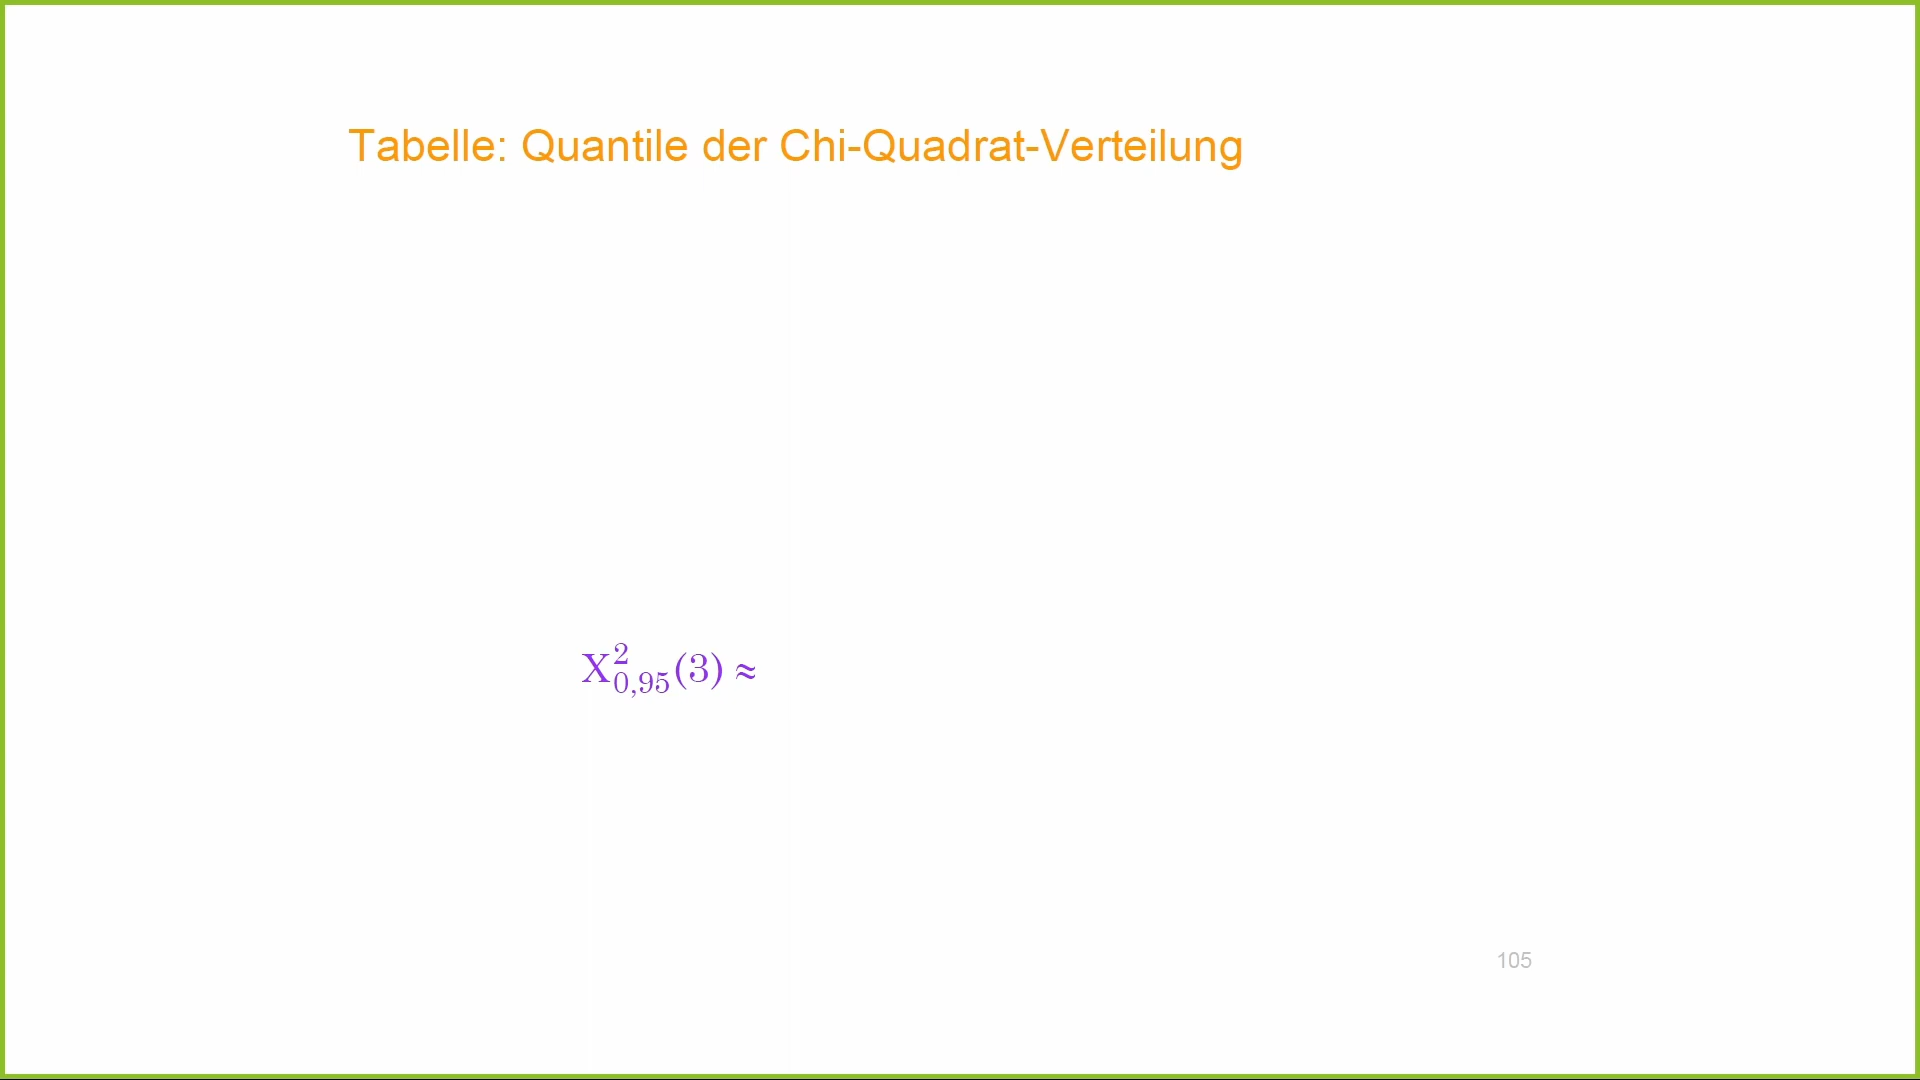 Tabelle: Quantile der Chi-Quadrat-Verteilung
X²₀,₉₅(3) ≈
105